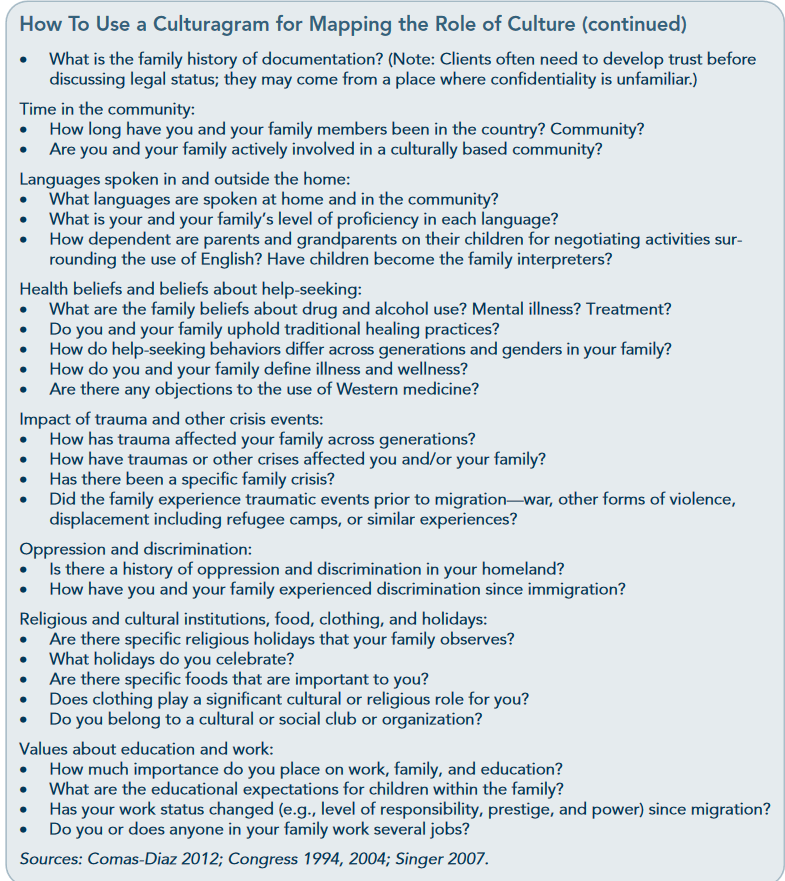 How To Use a Culturagram for Mapping the Role of Culture (continued)
• What is the family history of documentation? (Note: Clients often need to develop trust before
discussing legal status; they may come from a place where confidentiality is unfamiliar.)
Time in the community:
• How long have you and your family members been in the country? Community?
• Are you and your family actively involved in a culturally based community?
Languages spoken in and outside the home:
• What languages are spoken at home and in the community?
• What is your and your family's level of proficiency in each language?
• How dependent are parents and grandparents on their children for negotiating activities sur-
rounding the use of English? Have children become the family interpreters?
Health beliefs and beliefs about help-seeking:
• What are the family beliefs about drug and alcohol use? Mental illness? Treatment?
• Do you and your family uphold traditional healing practices?
• How do help-seeking behaviors differ across generations and genders in your family?
• How do you and your family define illness and wellness?
• Are there any objections to the use of Western medicine?
Impact of trauma and other crisis events:
• How has trauma affected your family across generations?
• How have traumas or other crises affected you and/or your family?
• Has there been a specific family crisis?
• Did the family experience traumatic events prior to migration—war, other forms of violence,
displacement including refugee camps, or similar experiences?
Oppression and discrimination:
• Is there a history of oppression and discrimination in your homeland?
• How have you and your family experienced discrimination since immigration?
Religious and cultural institutions, food, clothing, and holidays:
• Are there specific religious holidays that your family observes?
• What holidays do you celebrate?
• Are there specific foods that are important to you?
• Does clothing play a significant cultural or religious role for you?
• Do you belong to a cultural or social club or organization?
Values about education and work:
• How much importance do you place on work, family, and education?
• What are the educational expectations for children within the family?
• Has your work status changed (e.g., level of responsibility, prestige, and power) since migration?
• Do you or does anyone in your family work several jobs?
Sources: Comas-Diaz 2012; Congress 1994, 2004; Singer 2007.